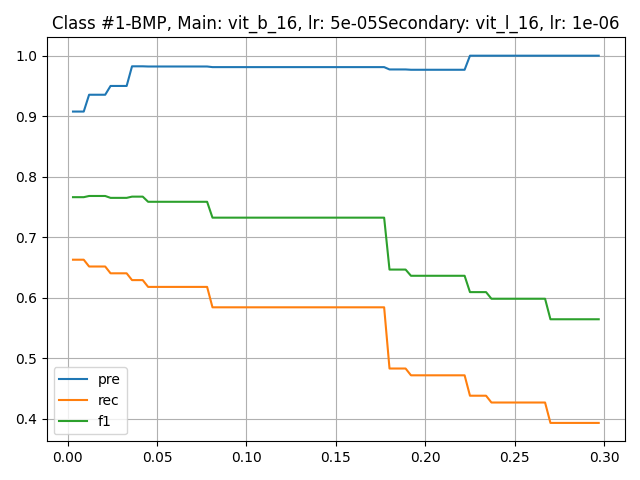 Class #1-BMP, Main: vit_b_16, lr: 5e-05Secondary: vit_l_16, lr: 1e-06
1.0
0.9
0.8
0.7
0.6
0.5
0.4
pre
rec
f1
0.00 0.05 0.10 0.15 0.20 0.25 0.30